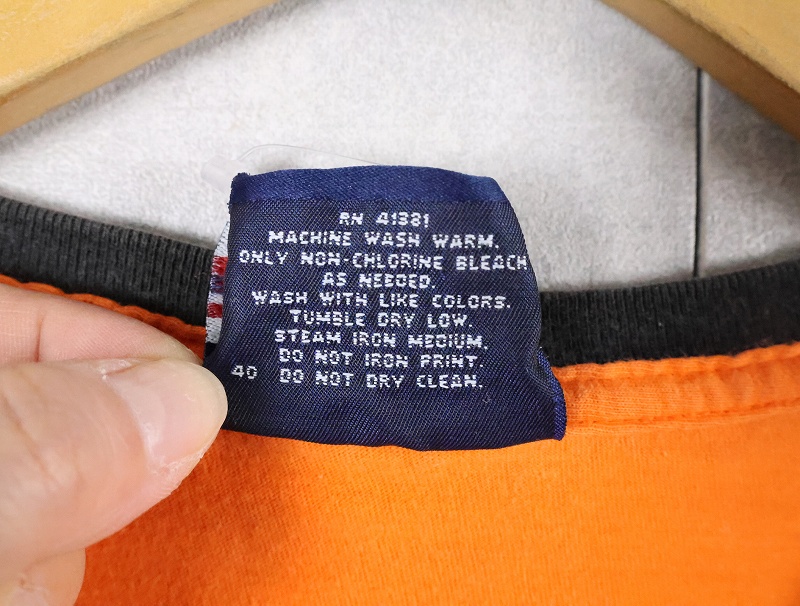 RN 41381
MACHINE WASH WARM.
ONLY NON-CHLORINE BLEACH
AS NEEDED.
WASH WITH LIKE COLORS.
TUMBLE DRY LOW.
STEAM IRON MEDIUM.
DO NOT IRON PRINT.
40 DO NOT DRY CLEAN.